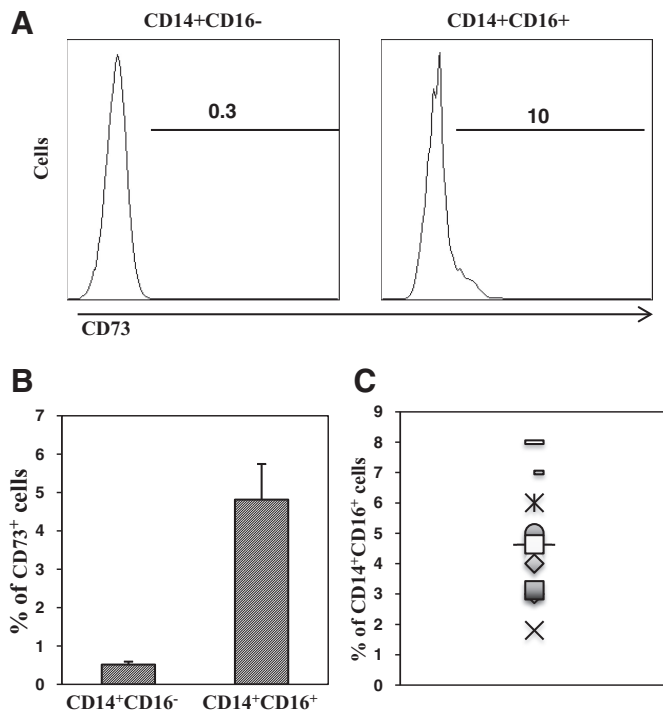 A
CD14+CD16-
CD14+CD16+
Cells
0.3
10
CD73
B
% of CD73⁺ cells
7
6
5
4
3
2
1
0
CD14⁺CD16⁻
CD14⁺CD16⁺
C
% of CD14⁺CD16⁺ cells
9
8
7
6
5
4
3
2
1
0